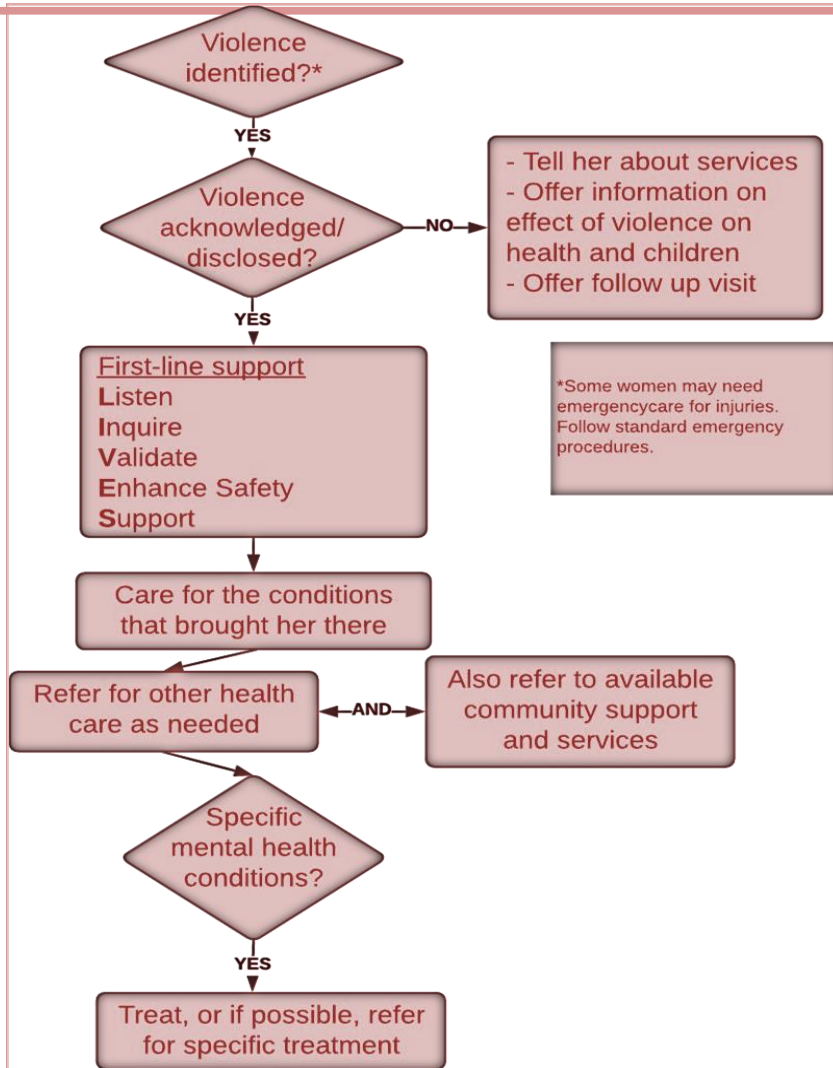 Violence
identified?*
YES
Violence
acknowledged/
disclosed?
NO
- Tell her about services
- Offer information on
effect of violence on
health and children
- Offer follow up visit
YES
First-line support
Listen
Inquire
Validate
Enhance Safety
Support
*Some women may need
emergencycare for injuries.
Follow standard emergency
procedures.
Care for the conditions
that brought her there
Refer for other health
care as needed
AND
Also refer to available
community support
and services
Specific
mental health
conditions?
YES
Treat, or if possible, refer
for specific treatment